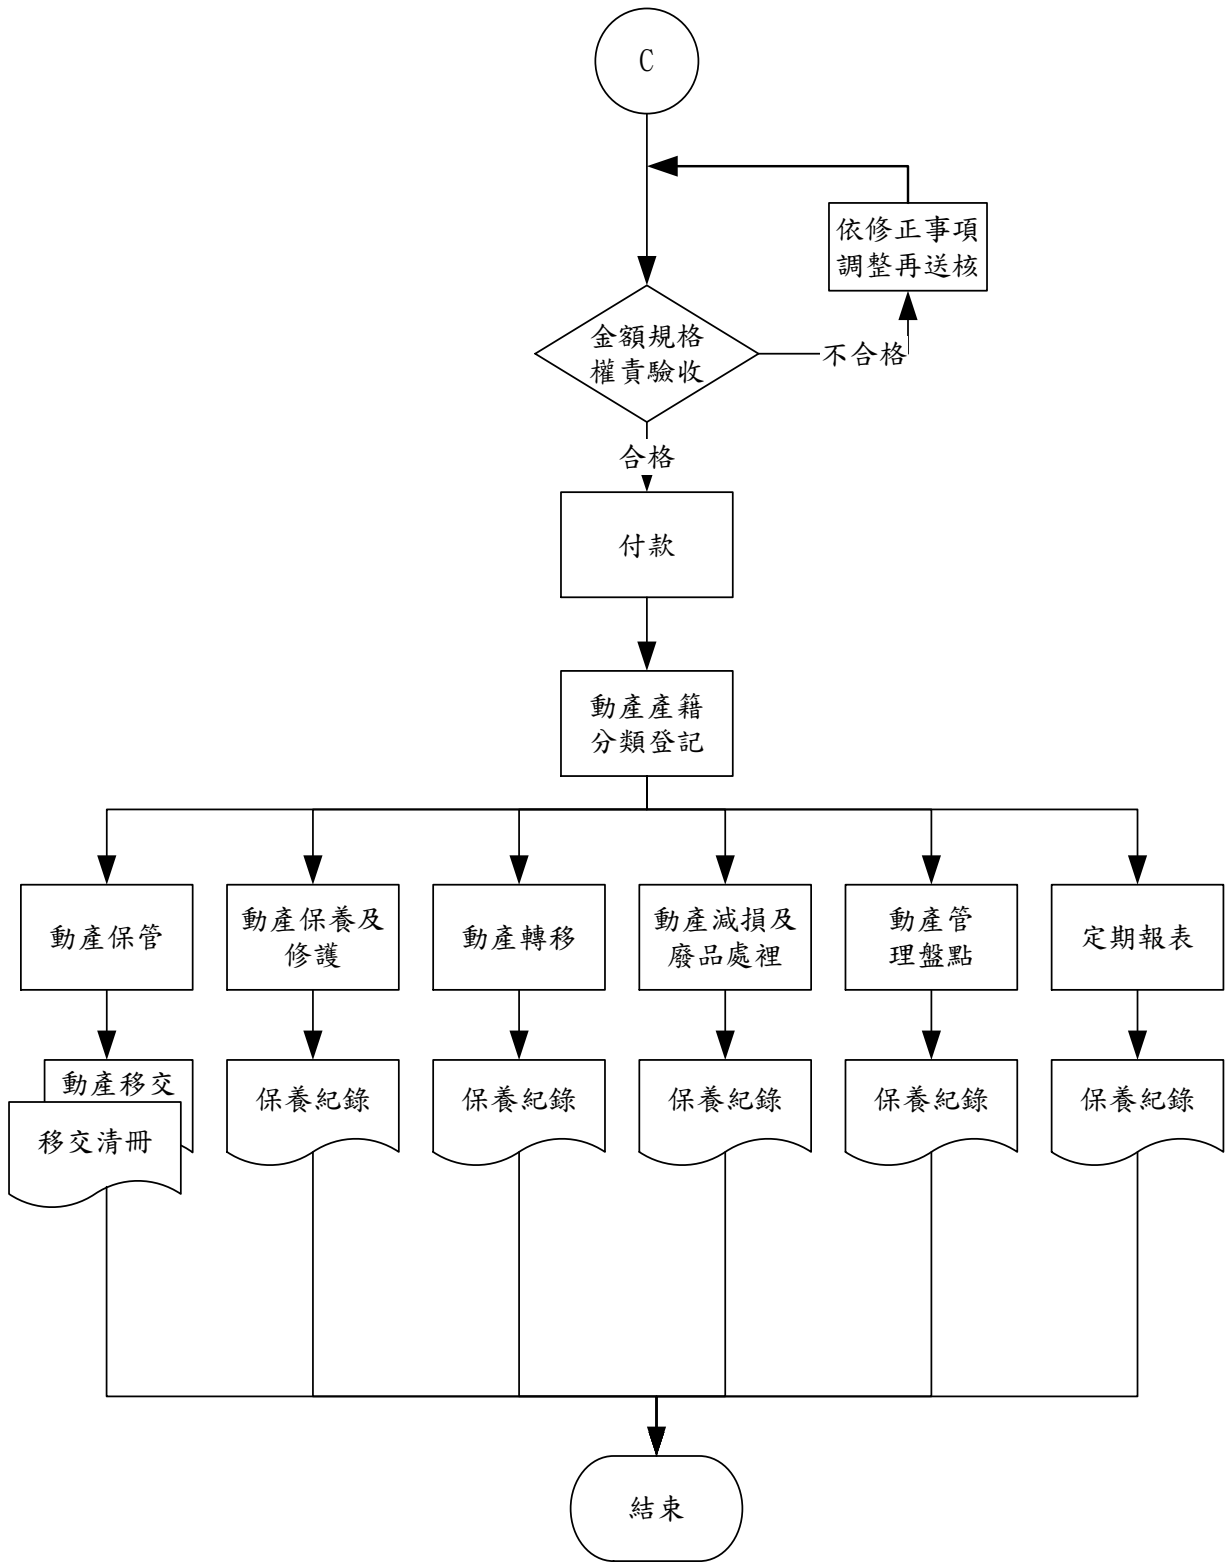 C
依修正事項
調整再送核
金額規格
權責驗收
不合格
合格
付款
動產產籍
分類登記
動產保管
動產保養及
修護
動產轉移
動產減損及
廢品處裡
動產管
理盤點
定期報表
動產移交
移交清冊
保養紀錄
保養紀錄
保養紀錄
保養紀錄
保養紀錄
結束